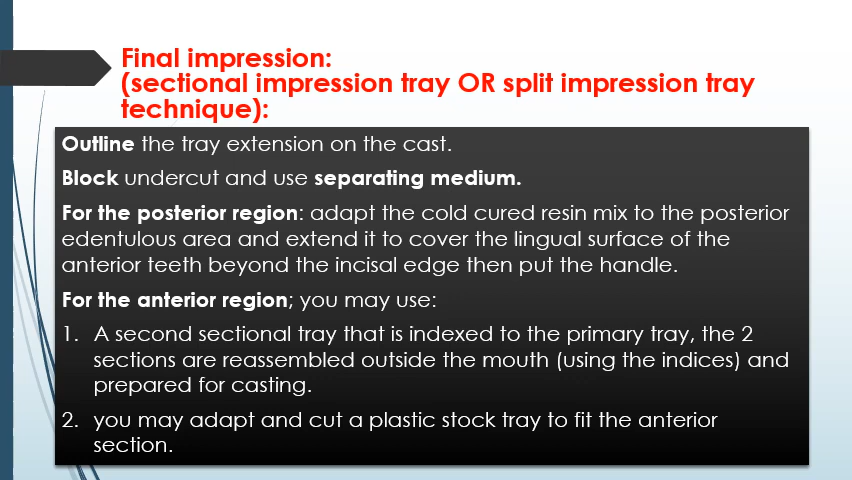 Final impression:
(sectional impression tray OR split impression tray
technique):
Outline the tray extension on the cast.
Block undercut and use separating medium.
For the posterior region: adapt the cold cured resin mix to the posterior
edentulous area and extend it to cover the lingual surface of the
anterior teeth beyond the incisal edge then put the handle.
For the anterior region; you may use:
1. A second sectional tray that is indexed to the primary tray, the 2
sections are reassembled outside the mouth (using the indices) and
prepared for casting.
2. you may adapt and cut a plastic stock tray to fit the anterior
section.